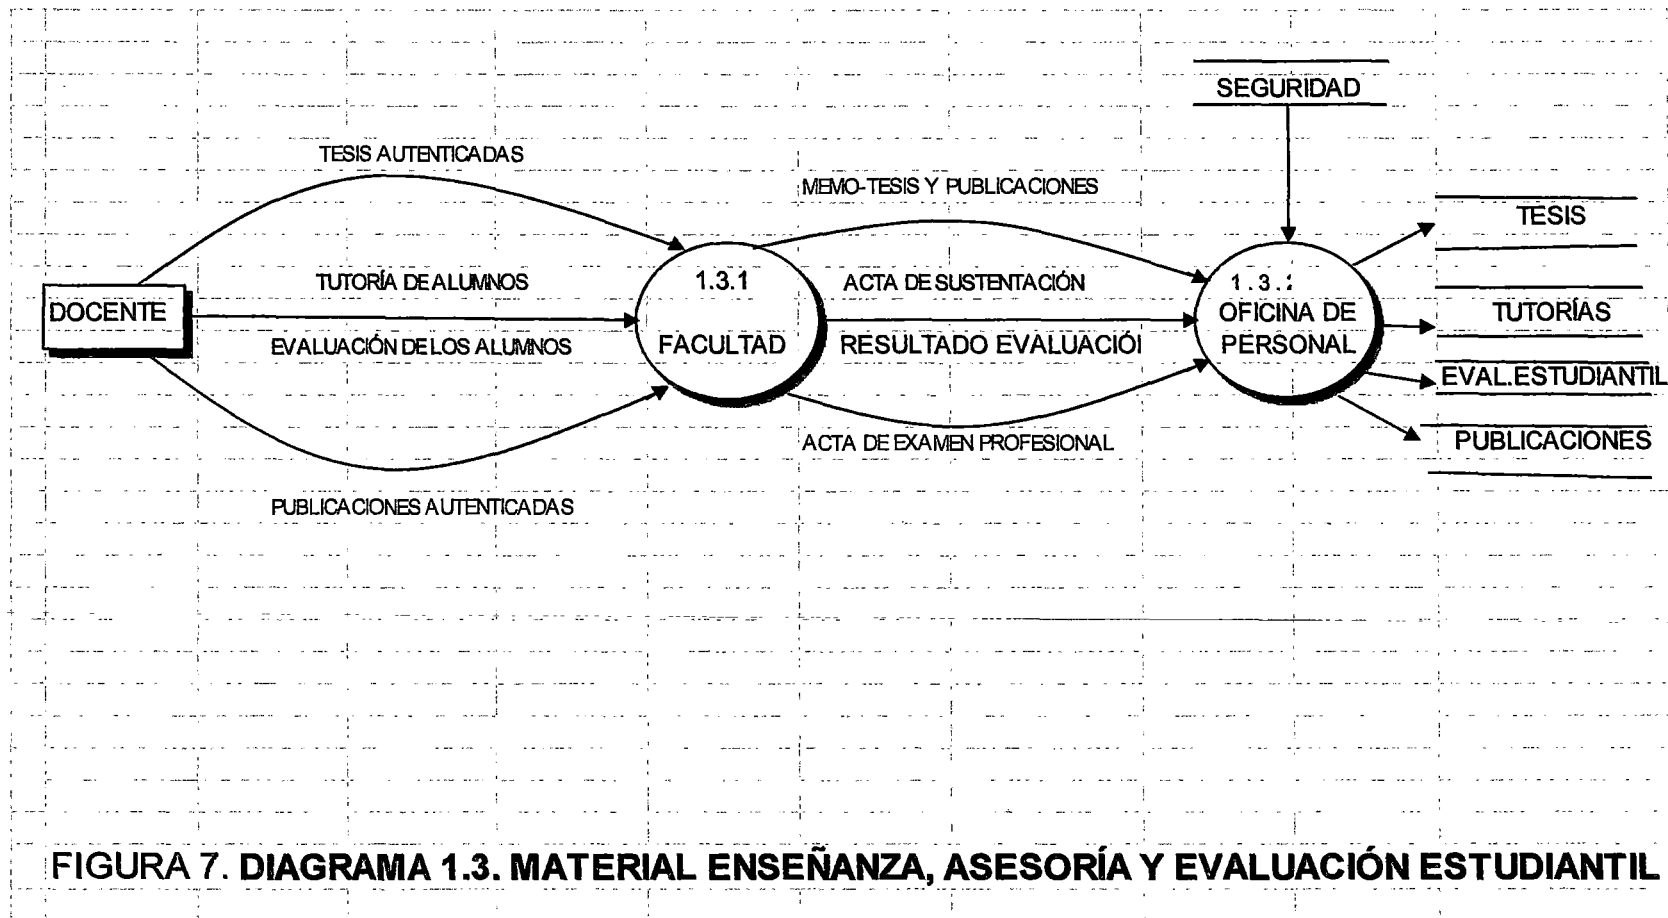 SEGURIDAD
TESIS AUTENTICADAS
MEMO-TESIS Y PUBLICACIONES
TESIS
TUTORÍA DE ALUMNOS
1.3.1
ACTA DE SUSTENTACIÓN
DOCENTE
OFICINA DE
TUTORÍAS
EVALUACIÓN DE LOS ALUMNOS
FACULTAD
RESULTADO EVALUACIÓ
PERSONAL
EVAL.ESTUDIANTIL
ACTA DE EXAMEN PROFESIONAL
PUBLICACIONES
PUBLICACIONES AUTENTICADAS
FIGURA 7. DIAGRAMA 1.3. MATERIAL ENSEÑANZA, ASESORÍA Y EVALUACIÓN ESTUDIANTIL